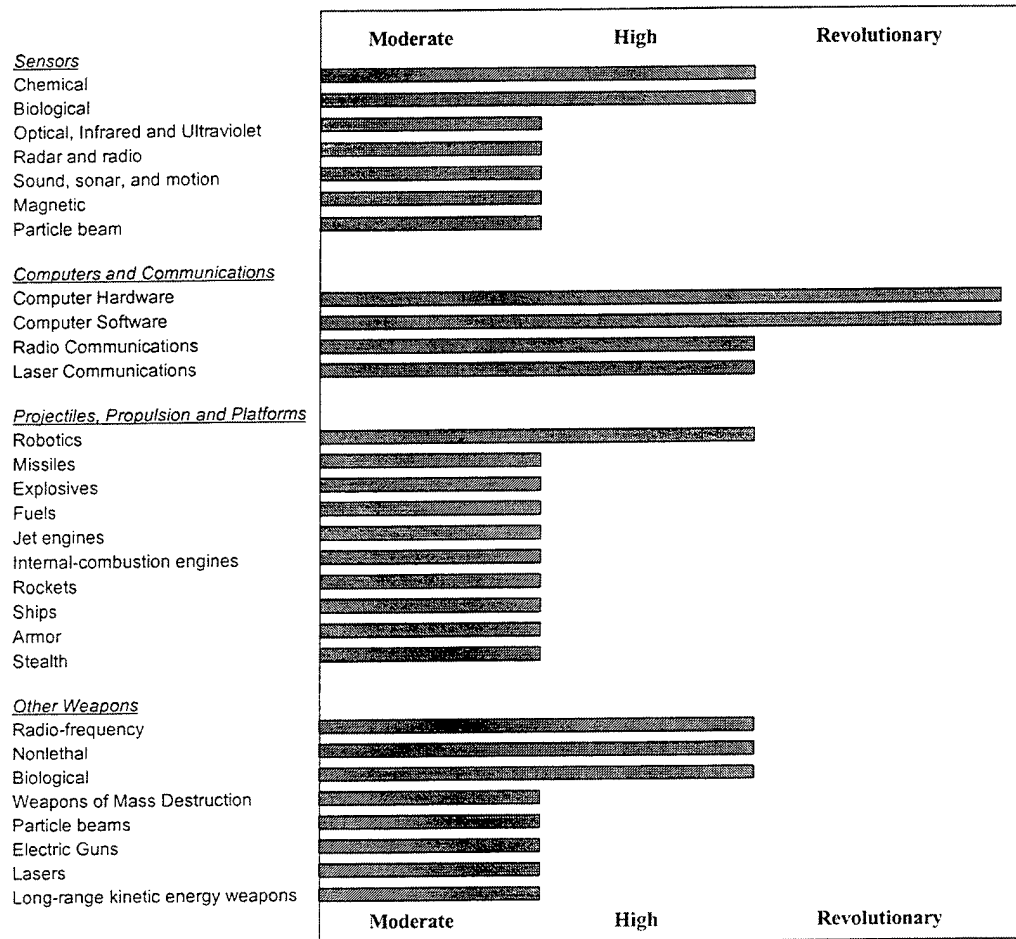 Moderate High Revolutionary
Sensors
Chemical
Biological
Optical, Infrared and Ultraviolet
Radar and radio
Sound, sonar, and motion
Magnetic
Particle beam
Computers and Communications
Computer Hardware
Computer Software
Radio Communications
Laser Communications
Projectiles, Propulsion and Platforms
Robotics
Missiles
Explosives
Fuels
Jet engines
Internal-combustion engines
Rockets
Ships
Armor
Stealth
Other Weapons
Radio-frequency
Nonlethal
Biological
Weapons of Mass Destruction
Particle beams
Electric Guns
Lasers
Long-range kinetic energy weapons
Moderate High Revolutionary